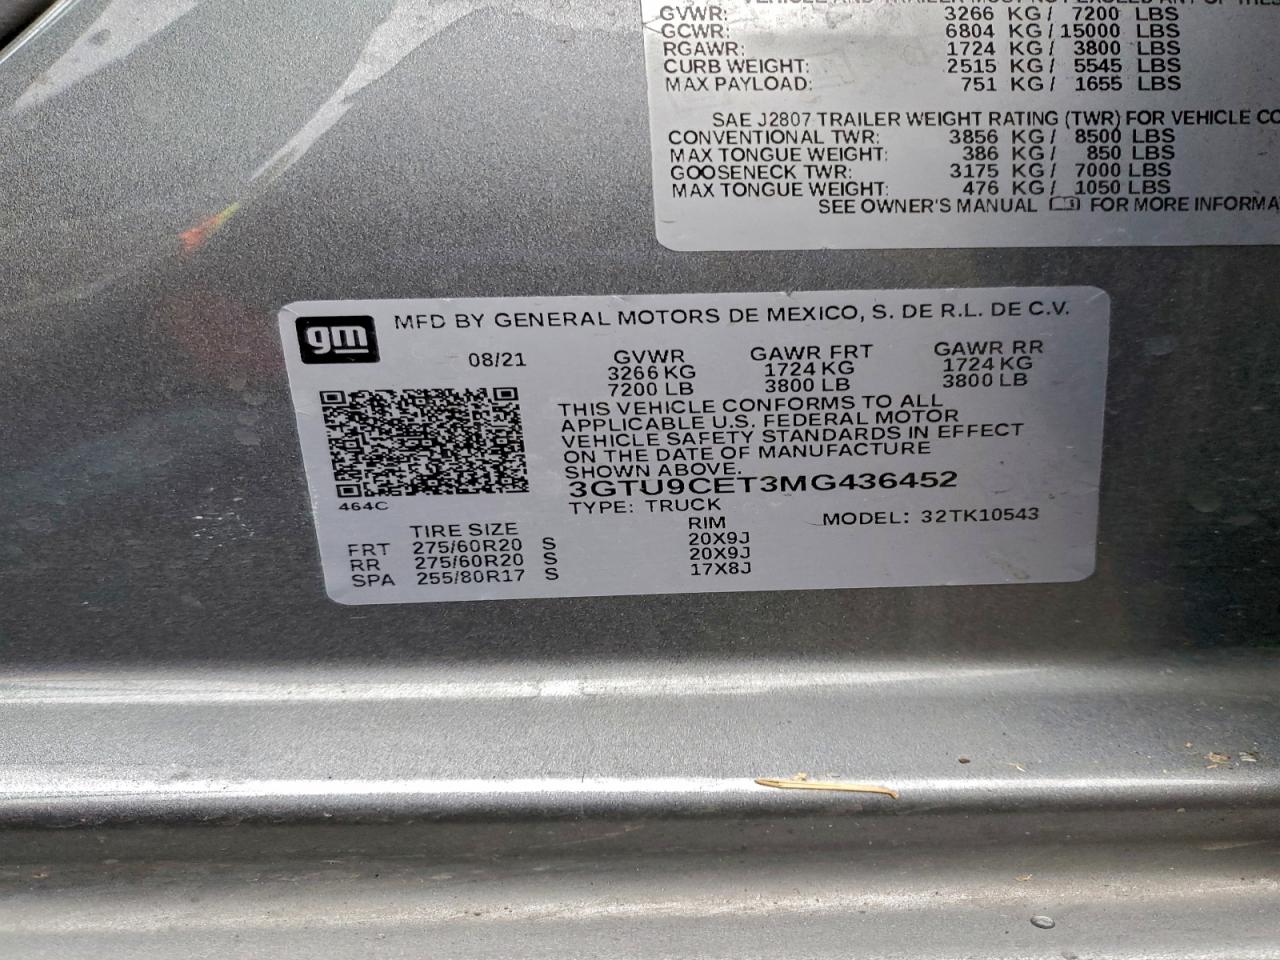 GVWR: 3266 KG / 7200 LBS
GCWR: 6804 KG / 15000 LBS
RGAWR: 1724 KG / 3800 LBS
CURB WEIGHT: 2515 KG / 5545 LBS
MAX PAYLOAD: 751 KG / 1655 LBS
SAE J2807 TRAILER WEIGHT RATING (TWR) FOR VEHICLE CO
CONVENTIONAL TWR: 3856 KG / 8500 LBS
MAX TONGUE WEIGHT: 386 KG / 850 LBS
GOOSENECK TWR: 3175 KG / 7000 LBS
MAX TONGUE WEIGHT: 476 KG / 1050 LBS
SEE OWNER'S MANUAL FOR MORE INFORMA
gm MFD BY GENERAL MOTORS DE MEXICO, S. DE R.L. DE C.V.
08/21 GVWR GAWR FRT GAWR RR
3266 KG 1724 KG 1724 KG
7200 LB 3800 LB 3800 LB
THIS VEHICLE CONFORMS TO ALL
APPLICABLE U.S. FEDERAL MOTOR
VEHICLE SAFETY STANDARDS IN EFFECT
ON THE DATE OF MANUFACTURE
SHOWN ABOVE.
3GTU9CET3MG436452
464C TYPE: TRUCK
TIRE SIZE RIM MODEL: 32TK10543
FRT 275/60R20 S 20X9J
RR 275/60R20 S 20X9J
SPA 255/80R17 S 17X8J